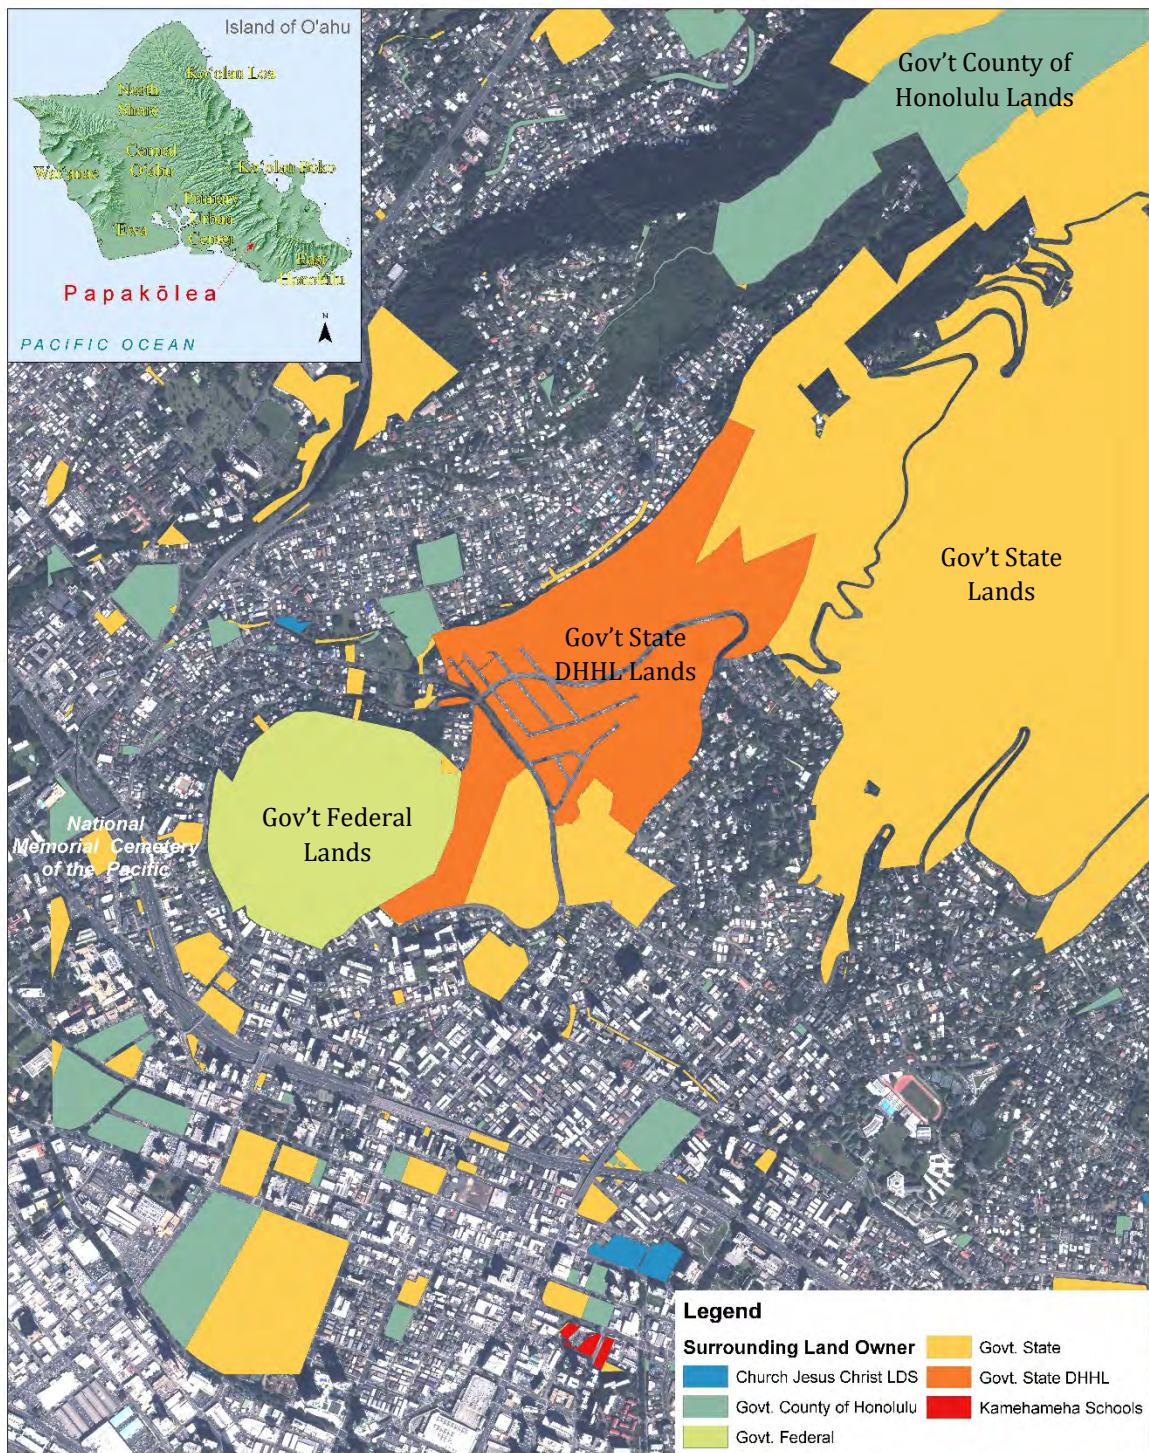 Island of O'ahu
Ko'olau Loa
North
Shore
Wai'anae
Central
O'ahu
Ko'olau Poko
Primary
Urban
Center
'Ewa
East
Honolulu
Papakōlea
N
PACIFIC OCEAN
Gov't County of
Honolulu Lands
Gov't State
Lands
Gov't State
DHHL Lands
Gov't Federal
Lands
National
Memorial Cemetery
of the Pacific
Legend
Surrounding Land Owner
Church Jesus Christ LDS
Govt. County of Honolulu
Govt. Federal
Govt. State
Govt. State DHHL
Kamehameha Schools